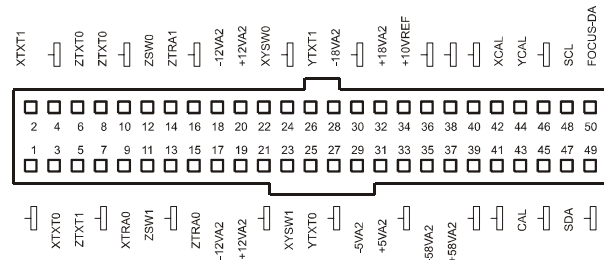 XTXT1 ZTXT0 ZTXT0 ZSW0 ZTRA1 -12VA2 +12VA2 XYSW0 YTXT1 -18VA2 +18VA2 +10VREF XCAL YCAL SCL FOCUS-DA
2 4 6 8 10 12 14 16 18 20 22 24 26 28 30 32 34 36 38 40 42 44 46 48 50
1 3 5 7 9 11 13 15 17 19 21 23 25 27 29 31 33 35 37 39 41 43 45 47 49
XTXT0 ZTXT1 XTRA0 ZSW1 ZTRA0 -12VA2 +12VA2 XYSW1 YTXT0 -5VA2 +5VA2 -58VA2 +58VA2 CAL SDA